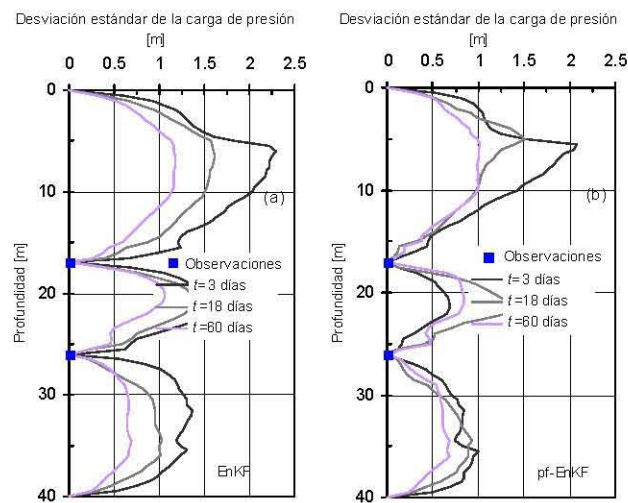 Desviación estándar de la carga de presión
[m]
0 0.5 1 1.5 2 2.5
0
10
20
30
40
Profundidad [m]
(a)
Observaciones
t= 3 días
t=18 días
t=60 días
EnKF
Desviación estándar de la carga de presión
[m]
0 0.5 1 1.5 2 2.5
0
10
20
30
40
Profundidad [m]
(b)
Observaciones
t= 3 días
t=18 días
t=60 días
pf-EnKF